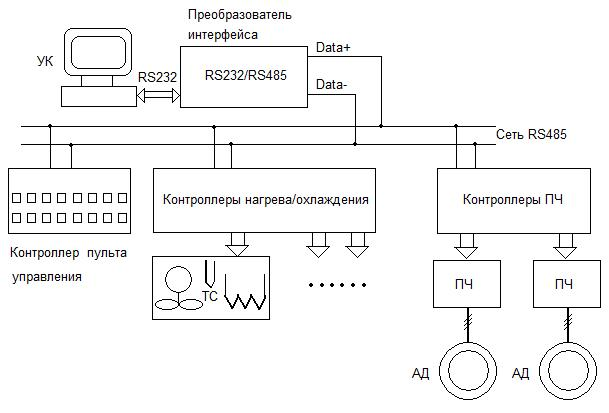 Преобразователь
интерфейса
УК
RS232
RS232/RS485
Data+
Data-
Сеть RS485
Контроллеры нагрева/охлаждения
Контроллеры ПЧ
Контроллер пульта
управления
ТС
ПЧ
ПЧ
АД
АД